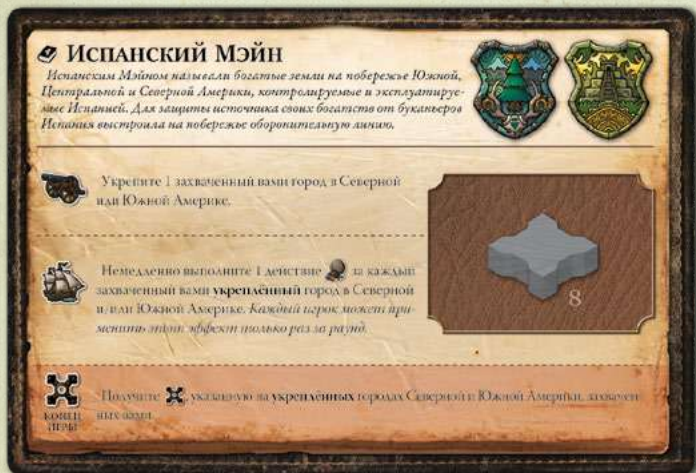 Испанский Мэйн
Испанским Мэйном называли богатые земли на побережье Южной,
Центральной и Северной Америки, контролируемые и эксплуатируе-
мые Испанией. Для защиты источника своих богатств от буканьеров
Испания выстроила на побережье оборонительную линию.
Укрепите 1 захваченный вами город в Северной
или Южной Америке.
Немедленно выполните 1 действие за каждый
захваченный вами укреплённый город в Северной
и/или Южной Америке. Каждый игрок может при-
менить этот эффект только раз за раунд.
8
Получите , указанную на укреплённых городах Северной и Южной Америки, захвачен
ных вами.
КОНЕЦ
ИГРЫ